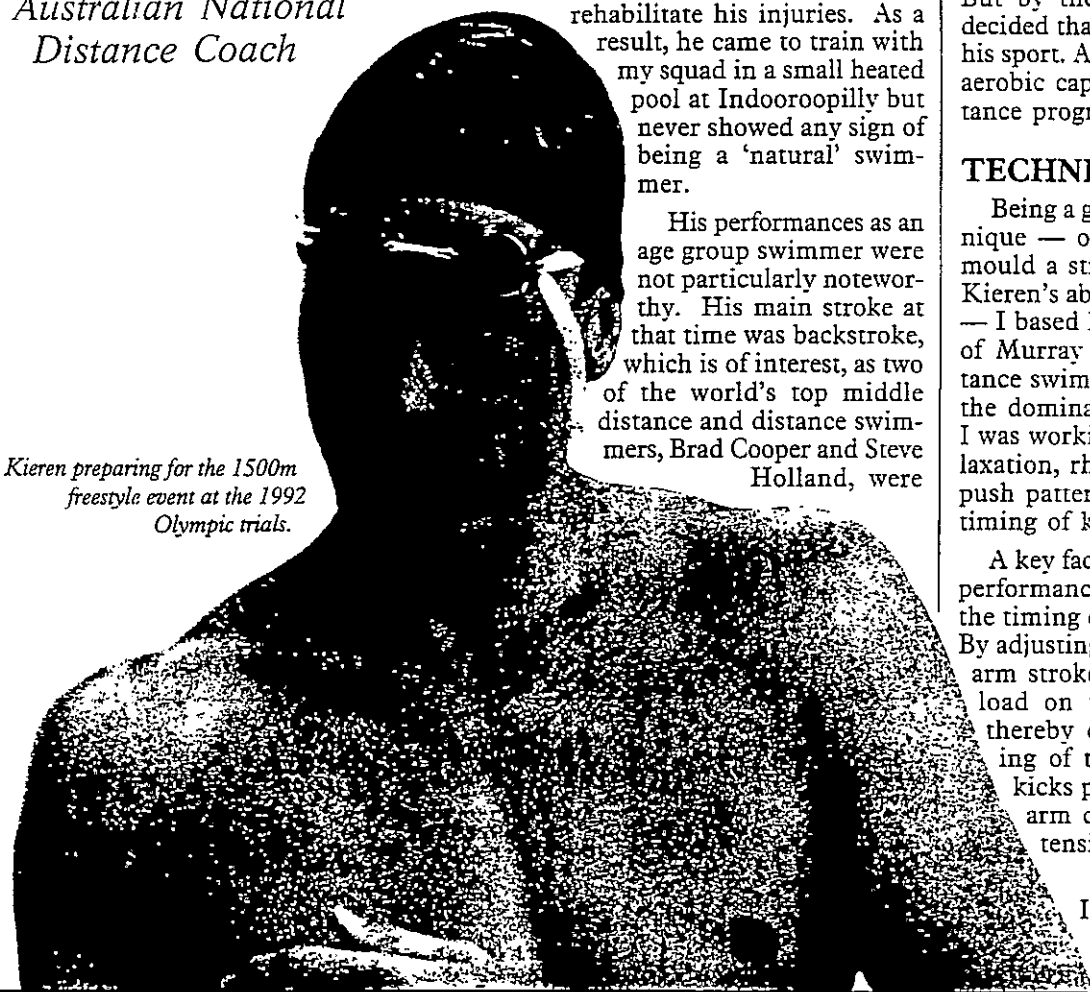 Australian National
Distance Coach
rehabilitate his injuries. As a
result, he came to train with
my squad in a small heated
pool at Indooroopilly but
never showed any sign of
being a ‘natural’ swim-
mer.
His performances as an
age group swimmer were
not particularly notewor-
thy. His main stroke at
that time was backstroke,
which is of interest, as two
of the world's top middle
distance and distance swim-
mers, Brad Cooper and Steve
Holland, were
Kieren preparing for the 1500m
freestyle event at the 1992
Olympic trials.
But by the
decided tha
his sport. A
aerobic cap
tance progr
TECHN
Being a g
nique — o
mould a st
Kieren's ab
— I based
of Murray
tance swim
the domina
I was worki
laxation, rh
push patter
timing of k
A key fac
performanc
the timing
By adjusting
arm stroke
load on
thereby
ing of
kicks p
arm
tensi
I